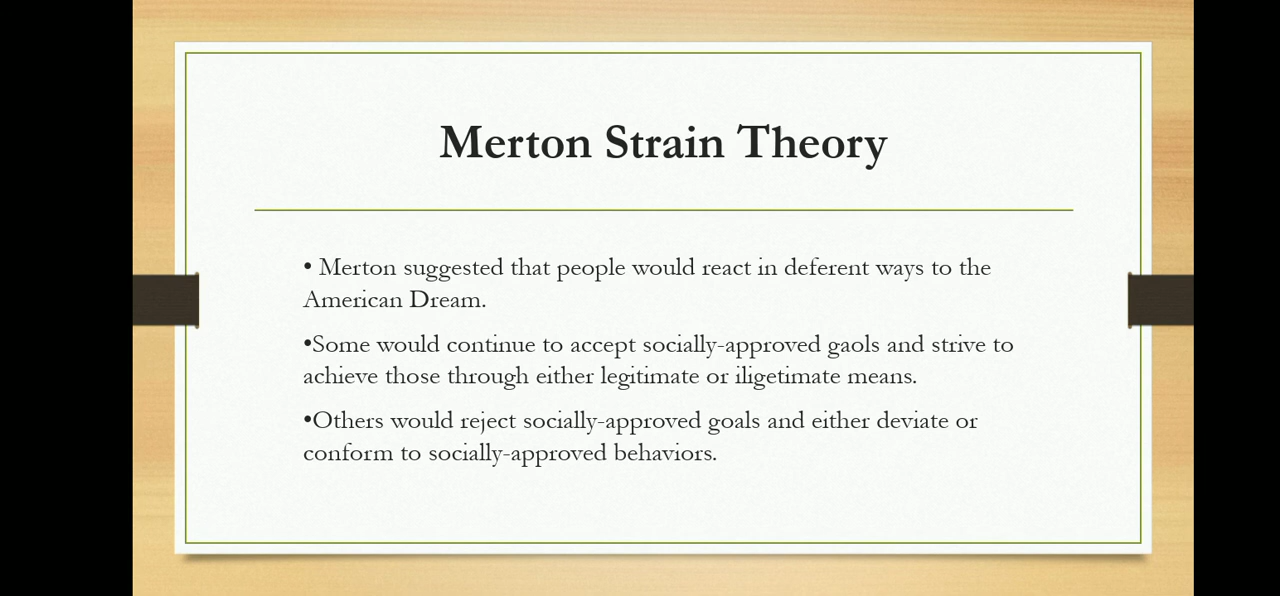 Merton Strain Theory
• Merton suggested that people would react in deferent ways to the
American Dream.
•Some would continue to accept socially-approved gaols and strive to
achieve those through either legitimate or iligetimate means.
•Others would reject socially-approved goals and either deviate or
conform to socially-approved behaviors.